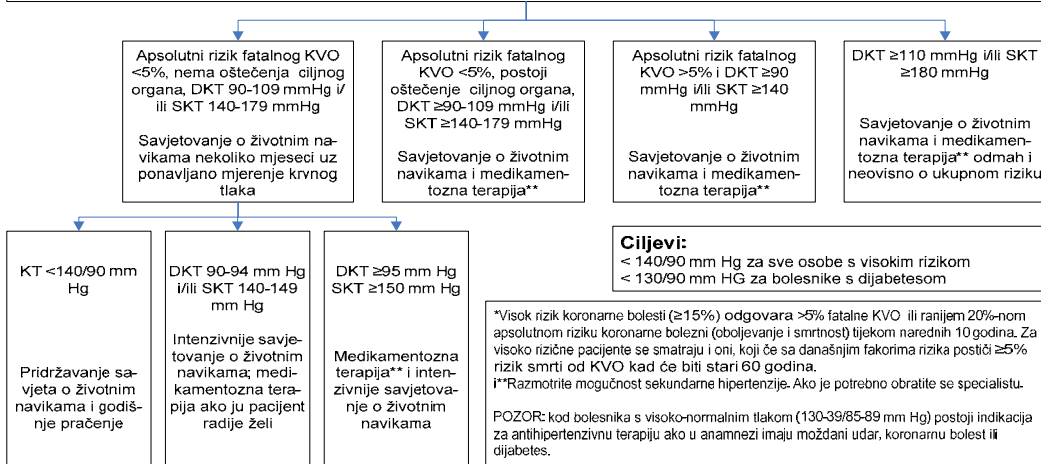 Apsolutni rizik fatalnog KVO
<5%, nema oštećenja ciljnog
organa, DKT 90-109 mmHg i/
ili SKT 140-179 mmHg
Savjetovanje o životnim na-
vikama nekoliko mjeseci uz
ponavljano mjerenje krvnog
tlaka
Apsolutni rizik fatalnog
KVO <5%, postoji
oštećenje ciljnog organa,
DKT ≥90-109 mmHg i/ili
SKT ≥140-179 mmHg
Savjetovanje o životnim
navikama i medikamen-
tozna terapija**
Apsolutni rizik fatalnog
KVO >5% i DKT ≥90
mmHg i/ili SKT ≥140
mmHg
Savjetovanje o životnim
navikama i medikamen-
tozna terapija**
DKT ≥110 mmHg i/ili SKT
≥180 mmHg
Savjetovanje o životnim
navikama i medikamen-
tozna terapija** odmah i
neovisno o ukupnom riziku
KT <140/90 mm
Hg
Pridržavanje sa-
vjeta o životnim
navikama i godiš-
nje pračenje
DKT 90-94 mm Hg
i/ili SKT 140-149
mm Hg
Intenzivnije savje-
tovanje o životnim
navikama; medi-
kamentozna tera-
pija ako ju pacijent
radije želi
DKT ≥95 mm Hg
SKT ≥150 mm Hg
Medikamentozna
terapija** i inten-
zivnije savjetova-
nje o životnim
navikama
Ciljevi:
< 140/90 mm Hg za sve osobe s visokim rizikom
< 130/90 mm HG za bolesnike s dijabetesom
*Visok rizik koronarne bolesti (≥15%) odgovara >5% fatalne KVO ili ranijem 20%-nom
apsolutnom riziku koronarne bolezni (oboljevanje i smrtnost) tijekom narednih 10 godina. Za
visoko rizične pacijente se smatraju i oni, koji če sa današnjim fakorima rizika postiči ≥5%
rizik smrti od KVO kad će biti stari 60 godina.
i**Razmotrite mogučnost sekundarne hipertenzije. Ako je potrebno obratite se specialistu.
POZOR: kod bolesnika s visoko-normalnim tlakom (130-39/85-89 mm Hg) postoji indikacija
za antihipertenzivnu terapiju ako u anamnezi imaju moždani udar, koronarnu bolest ili
dijabetes.